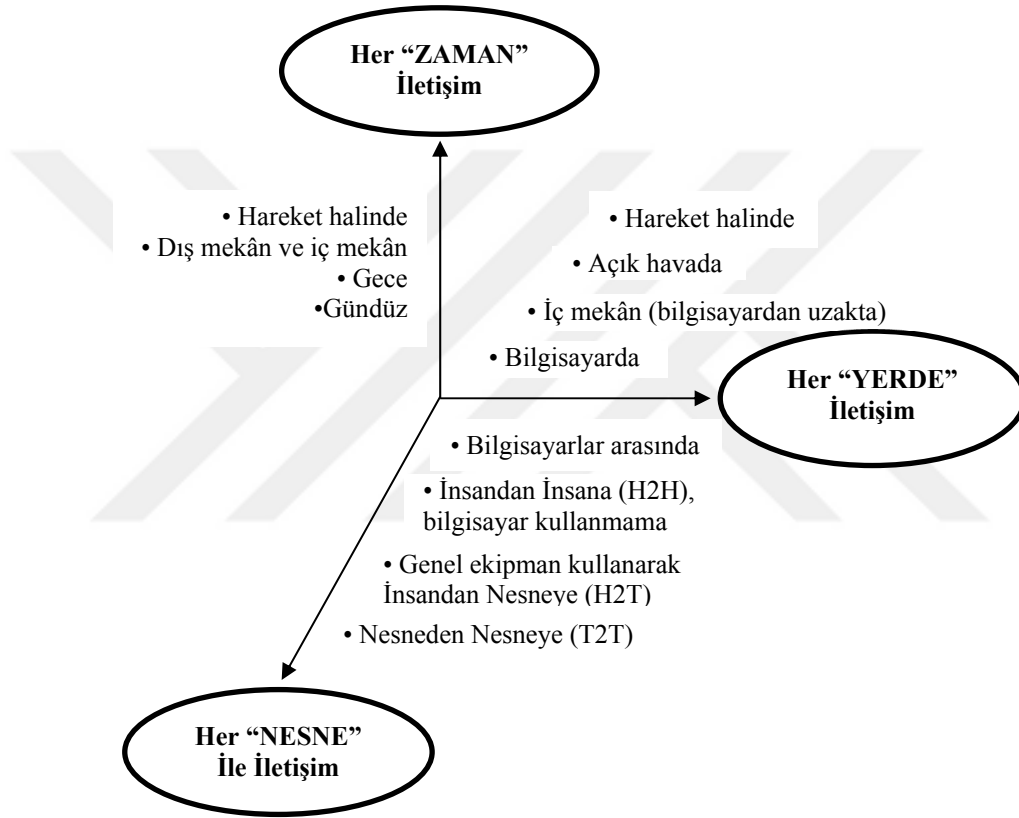 Her “ZAMAN”
İletişim
• Hareket halinde
• Dış mekân ve iç mekân
• Gece
•Gündüz
• Hareket halinde
• Açık havada
• İç mekân (bilgisayardan uzakta)
• Bilgisayarda
Her “YERDE”
İletişim
• Bilgisayarlar arasında
• İnsandan İnsana (H2H),
bilgisayar kullanmama
• Genel ekipman kullanarak
İnsandan Nesneye (H2T)
• Nesneden Nesneye (T2T)
Her “NESNE”
İle İletişim